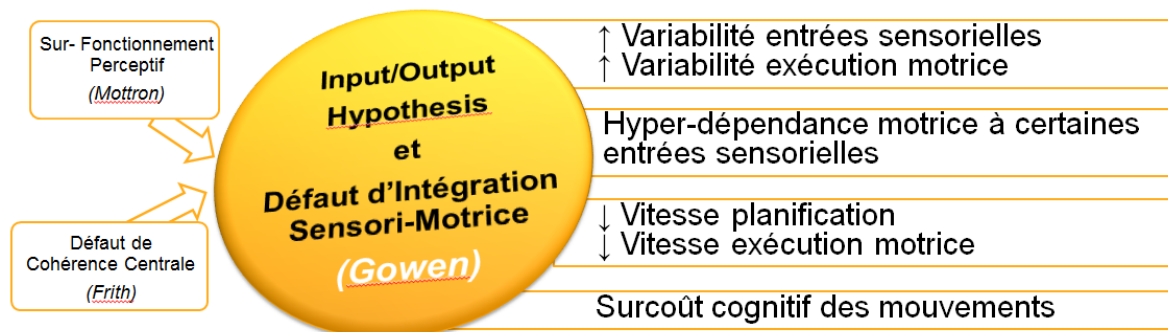 Sur- Fonctionnement
Perceptif
(Mottron)
Défaut de
Cohérence Centrale
(Frith)
Input/Output
Hypothesis
et
Défaut d'Intégration
Sensori-Motrice
(Gowen)
↑ Variabilité entrées sensorielles
↑ Variabilité exécution motrice
Hyper-dépendance motrice à certaines
entrées sensorielles
↓ Vitesse planification
↓ Vitesse exécution motrice
Surcoût cognitif des mouvements